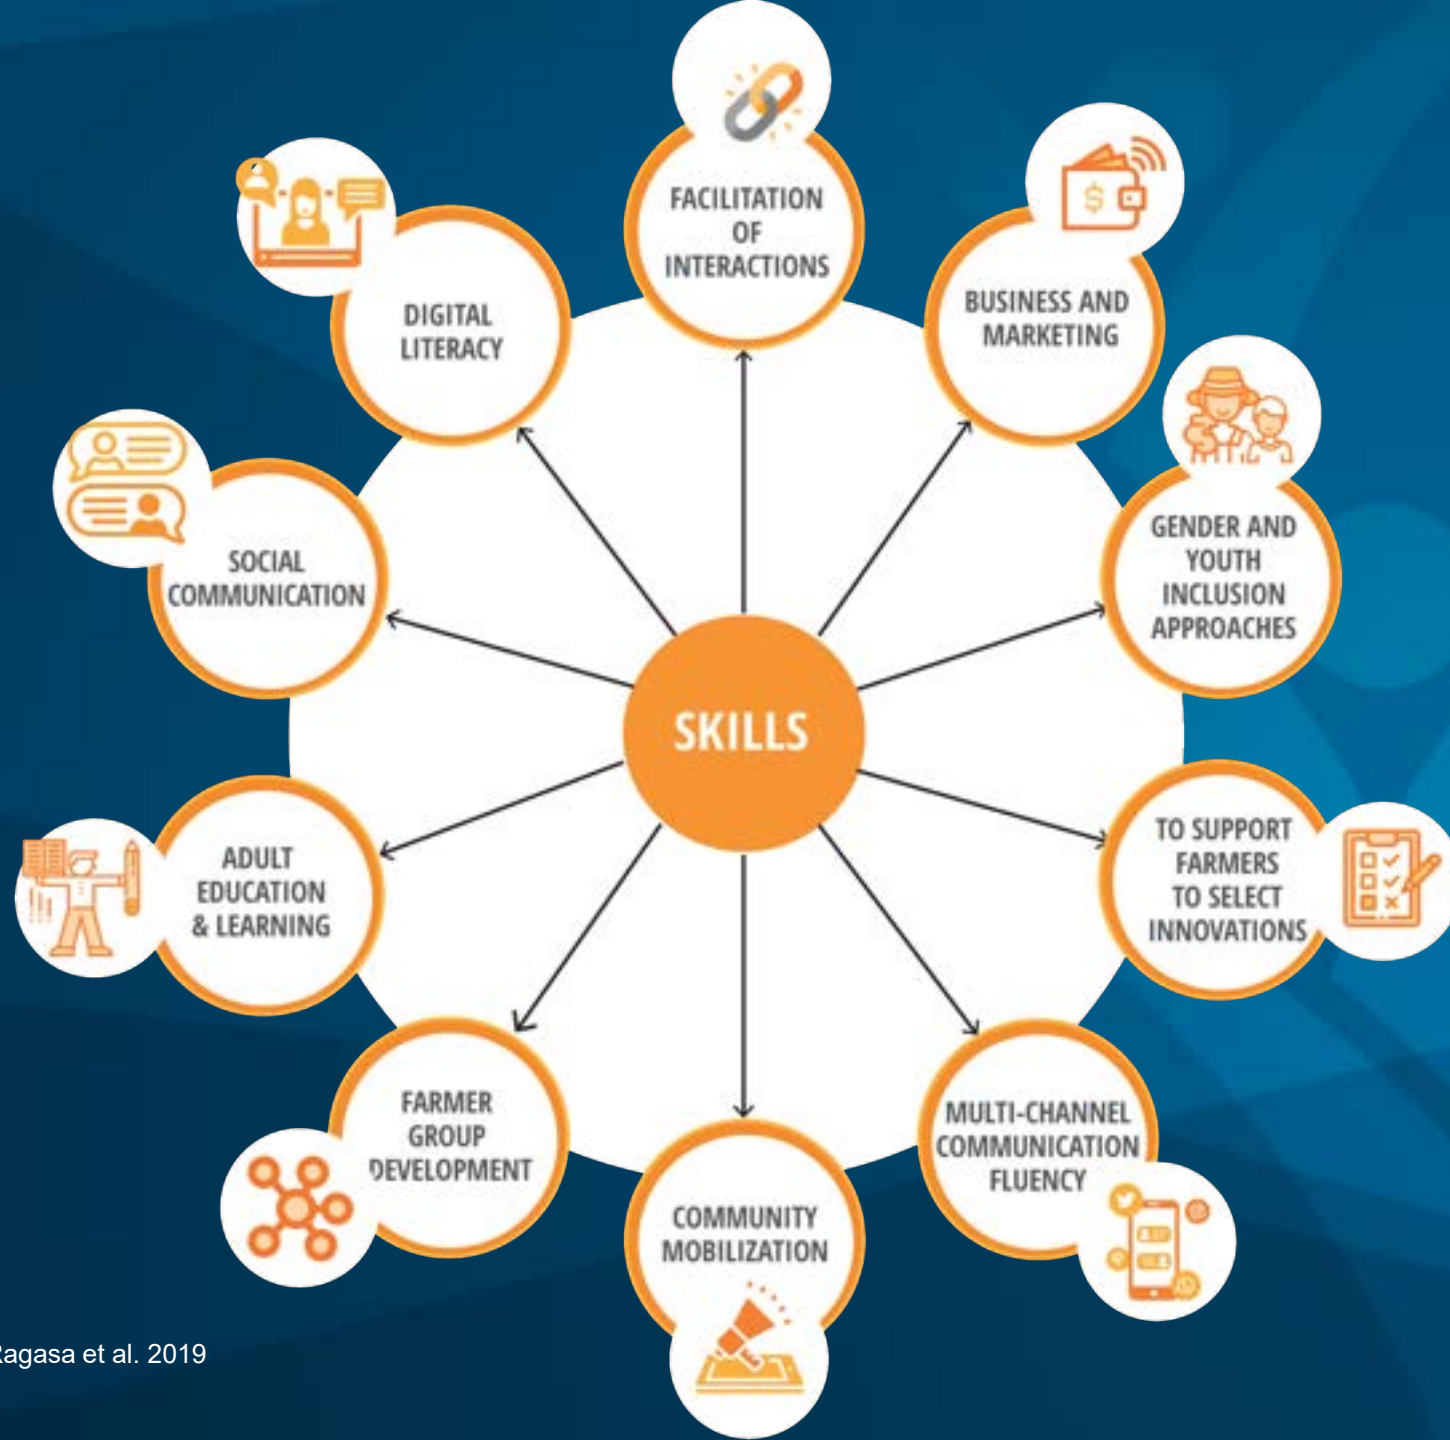 FACILITATION
OF
INTERACTIONS
BUSINESS AND
MARKETING
GENDER AND
YOUTH
INCLUSION
APPROACHES
TO SUPPORT
FARMERS
TO SELECT
INNOVATIONS
MULTI-CHANNEL
COMMUNICATION
FLUENCY
COMMUNITY
MOBILIZATION
FARMER
GROUP
DEVELOPMENT
ADULT
EDUCATION
& LEARNING
SOCIAL
COMMUNICATION
DIGITAL
LITERACY
SKILLS
$
Ragasa et al. 2019